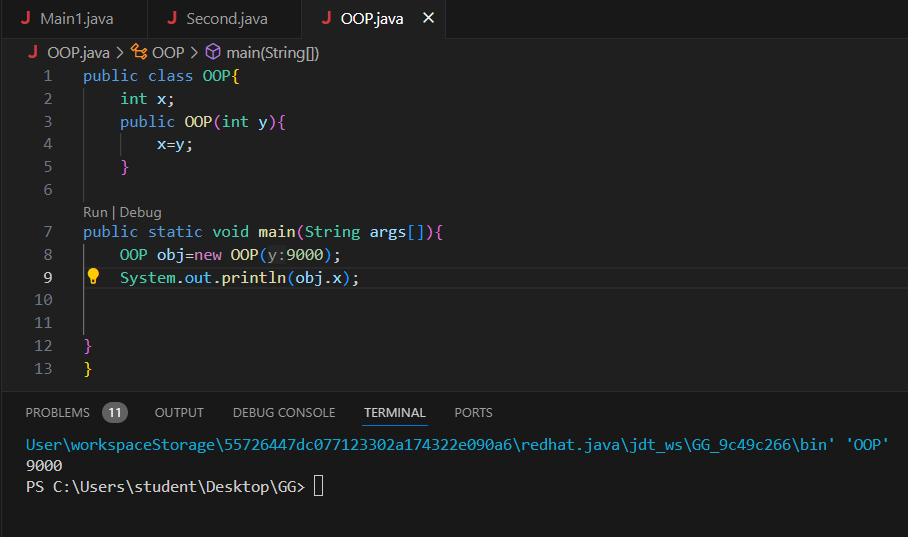 J Main1.java J Second.java J OOP.java ×
J OOP.java > OOP > main(String[])
1 public class OOP{
2 int x;
3 public OOP(int y){
4 x=y;
5 }
6
Run | Debug
7 public static void main(String args[]){
8 OOP obj=new OOP(y:9000);
9 System.out.println(obj.x);
10
11
12 }
13 }
PROBLEMS 11 OUTPUT DEBUG CONSOLE TERMINAL PORTS
User\workspaceStorage\55726447dc077123302a174322e090a6\redhat.java\jdt_ws\GG_9c49c266\bin' 'OOP'
9000
PS C:\Users\student\Desktop\GG>